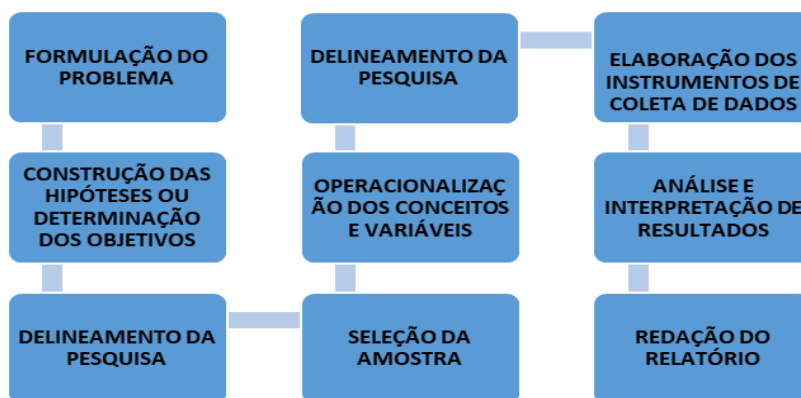 FORMULAÇÃO DO
PROBLEMA
CONSTRUÇÃO DAS
HIPÓTESES OU
DETERMINAÇÃO
DOS OBJETIVOS
DELINEAMENTO DA
PESQUISA
SELEÇÃO DA
AMOSTRA
OPERACIONALIZAÇ
ÃO DOS CONCEITOS
E VARIÁVEIS
DELINEAMENTO DA
PESQUISA
ELABORAÇÃO DOS
INSTRUMENTOS DE
COLETA DE DADOS
ANÁLISE E
INTERPRETAÇÃO DE
RESULTADOS
REDAÇÃO DO
RELATÓRIO